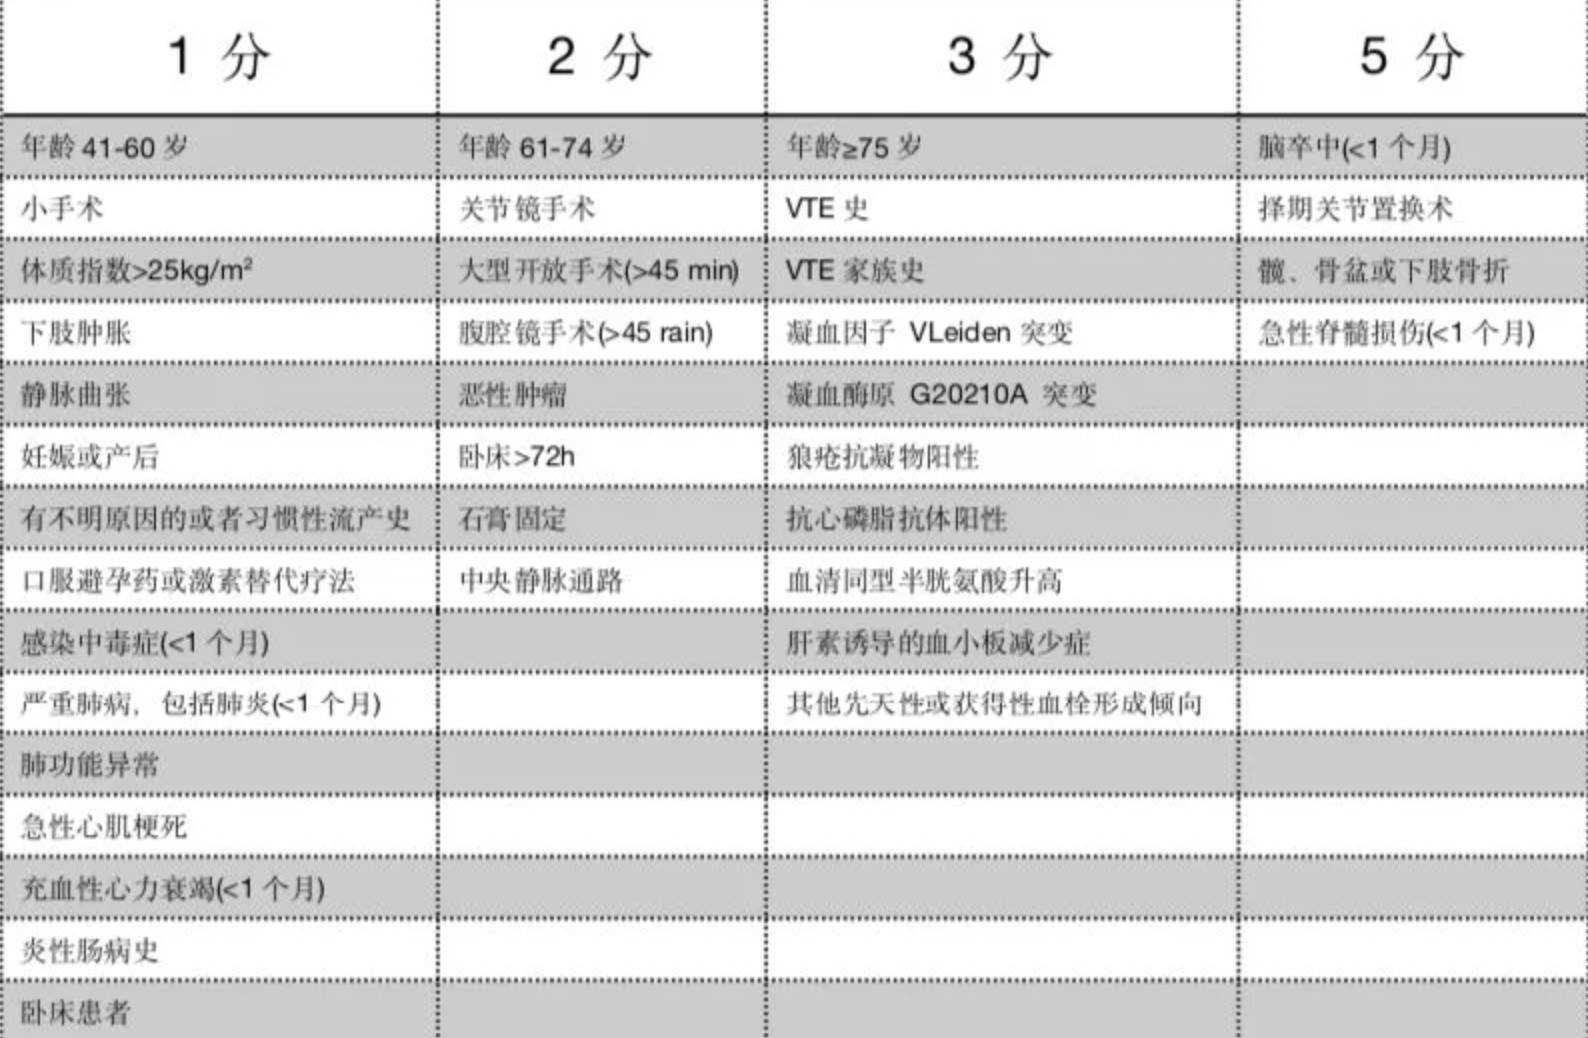 1 分 2 分 3 分 5 分
年龄 41-60 岁 年龄 61-74 岁 年龄≥75 岁 脑卒中(<1 个月)
小手术 关节镜手术 VTE 史 择期关节置换术
体质指数>25kg/m² 大型开放手术(>45 min) VTE 家族史 髋、骨盆或下肢骨折
下肢肿胀 腹腔镜手术(>45 rain) 凝血因子 VLeiden 突变 急性脊髓损伤(<1 个月)
静脉曲张 恶性肿瘤 凝血酶原 G20210A 突变
妊娠或产后 卧床>72h 狼疮抗凝物阳性
有不明原因的或者习惯性流产史 石膏固定 抗心磷脂抗体阳性
口服避孕药或激素替代疗法 中央静脉通路 血清同型半胱氨酸升高
感染中毒症(<1 个月) 肝素诱导的血小板减少症
严重肺病，包括肺炎(<1 个月) 其他先天性或获得性血栓形成倾向
肺功能异常
急性心肌梗死
充血性心力衰竭(<1 个月)
炎性肠病史
卧床患者